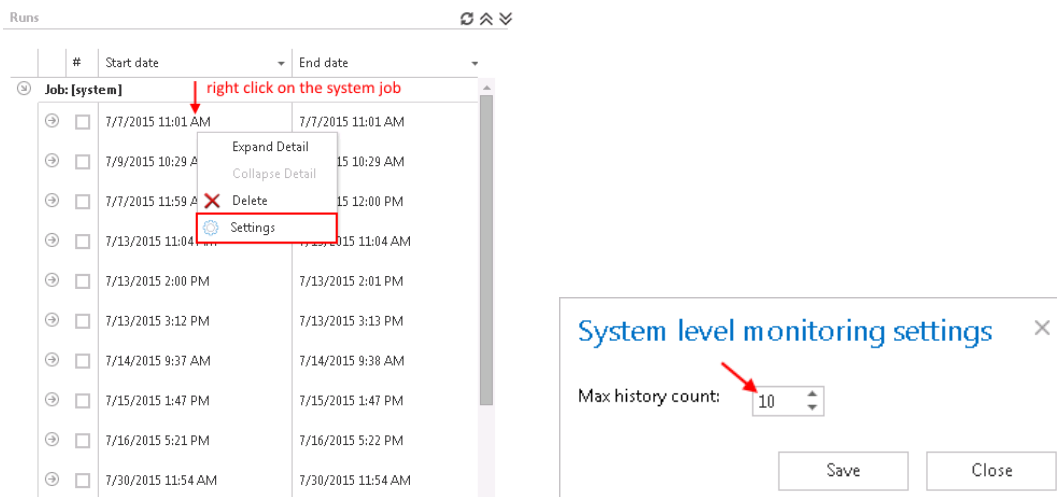 Runs
# Start date End date
Job: [system] right click on the system job
7/7/2015 11:01 AM 7/7/2015 11:01 AM
Expand Detail
7/9/2015 10:29 A 15 10:29 AM
Collapse Detail
7/7/2015 11:59 A Delete 15 12:00 PM
Settings
7/13/2015 11:04 11:04 AM
7/13/2015 2:00 PM 7/13/2015 2:01 PM
7/13/2015 3:12 PM 7/13/2015 3:13 PM
7/14/2015 9:37 AM 7/14/2015 9:38 AM
7/15/2015 1:47 PM 7/15/2015 1:47 PM
7/16/2015 5:21 PM 7/16/2015 5:22 PM
7/30/2015 11:54 AM 7/30/2015 11:54 AM
System level monitoring settings
Max history count: 10
Save Close